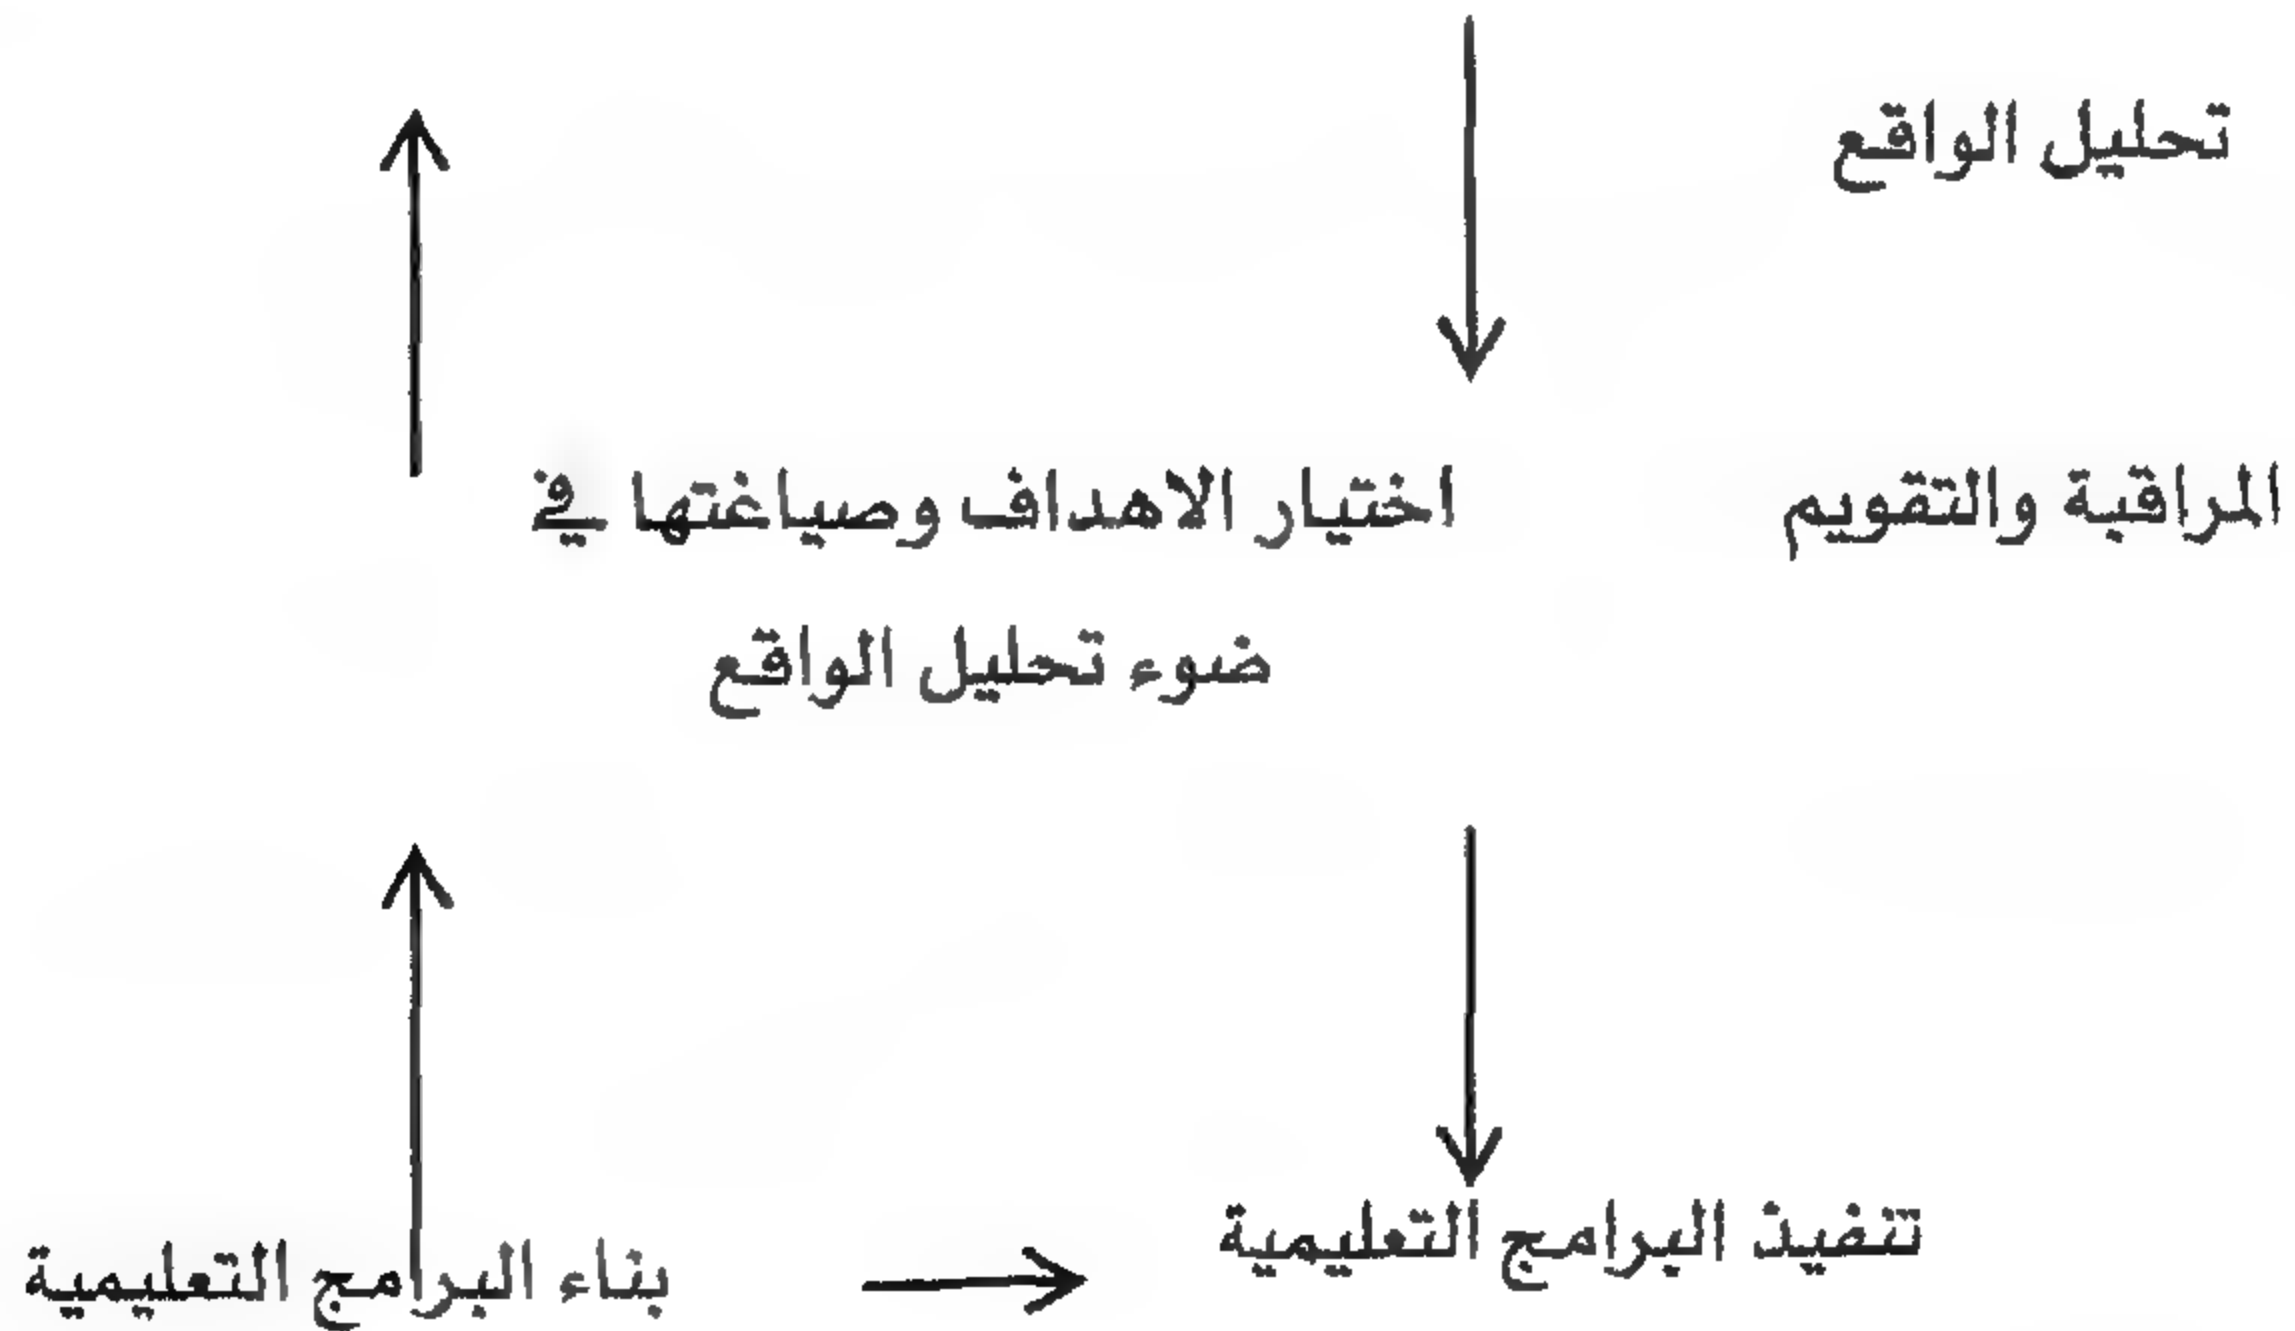 تحليل الواقع
المراقبة والتقويم
اختيار الاهداف وصياغتها في
ضوء تحليل الواقع
تنفيذ البرامج التعليمية
بناء البرامج التعليمية